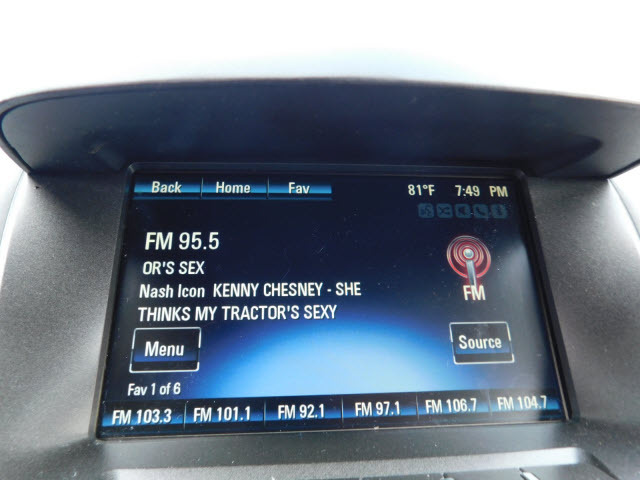 Back Home Fav 81°F 7:49 PM
FM 95.5
OR'S SEX
Nash Icon KENNY CHESNEY - SHE
THINKS MY TRACTOR'S SEXY
FM
Menu
Source
Fav 1 of 6
FM 103.3 FM 101.1 FM 92.1 FM 97.1 FM 106.7 FM 104.7